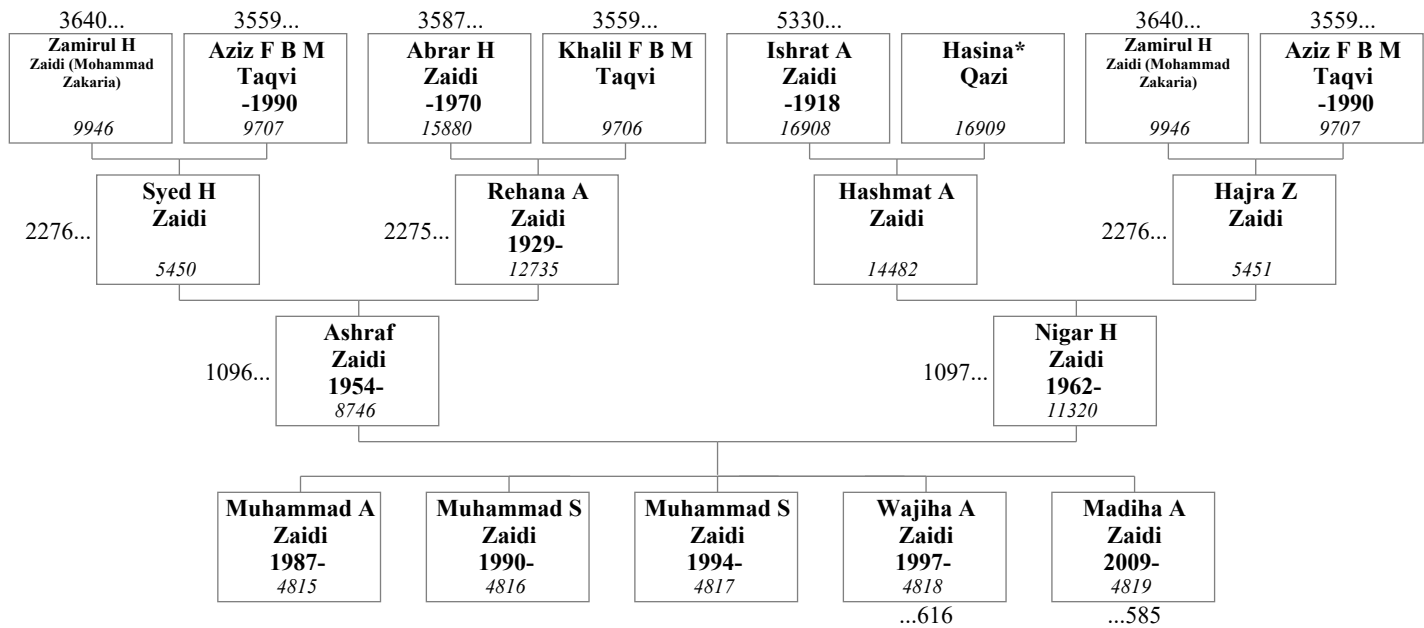 3640...
3559...
3587...
3559...
5330...
3640...
3559...
Zamirul H
Zaidi (Mohammad
Zakaria)
9946
Aziz F B M
Taqvi
-1990
9707
Abrar H
Zaidi
-1970
15880
Khalil F B M
Taqvi
9706
Ishrat A
Zaidi
-1918
16908
Hasina*
Qazi
16909
Zamirul H
Zaidi (Mohammad
Zakaria)
9946
Aziz F B M
Taqvi
-1990
9707
2276...
Syed H
Zaidi
5450
2275...
Rehana A
Zaidi
1929-
12735
Hashmat A
Zaidi
14482
2276...
Hajra Z
Zaidi
5451
1096...
Ashraf
Zaidi
1954-
8746
1097...
Nigar H
Zaidi
1962-
11320
Muhammad A
Zaidi
1987-
4815
Muhammad S
Zaidi
1990-
4816
Muhammad S
Zaidi
1994-
4817
Wajiha A
Zaidi
1997-
4818
...616
Madiha A
Zaidi
2009-
4819
...585